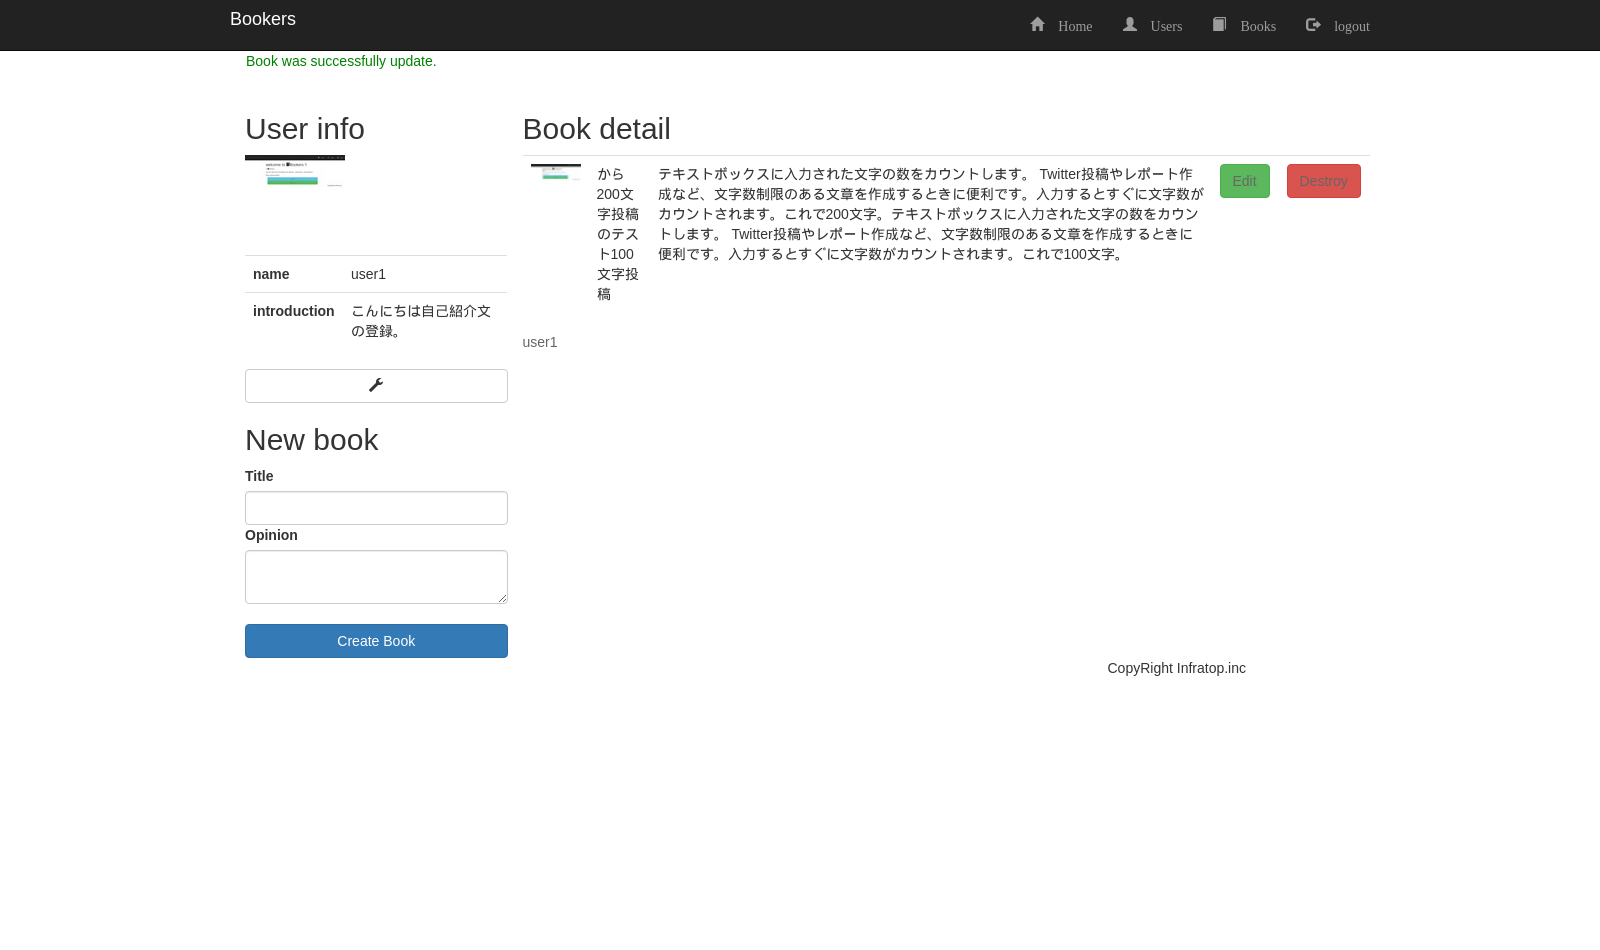 Bookers
Home
Users
Books
logout
Book was successfully update.
User info
name
user1
introduction
こんにちは自己紹介文
の登録。
New book
Title
Opinion
Create Book
Book detail
から
200文
字投稿
のテス
ト100
文字投
稿
テキストボックスに入力された文字の数をカウントします。 Twitter投稿やレポート作
成など、文字数制限のある文章を作成するときに便利です。入力するとすぐに文字数が
カウントされます。これで200文字。テキストボックスに入力された文字の数をカウン
トします。 Twitter投稿やレポート作成など、文字数制限のある文章を作成するときに
便利です。入力するとすぐに文字数がカウントされます。これで100文字。
Edit
Destroy
user1
CopyRight Infratop.inc